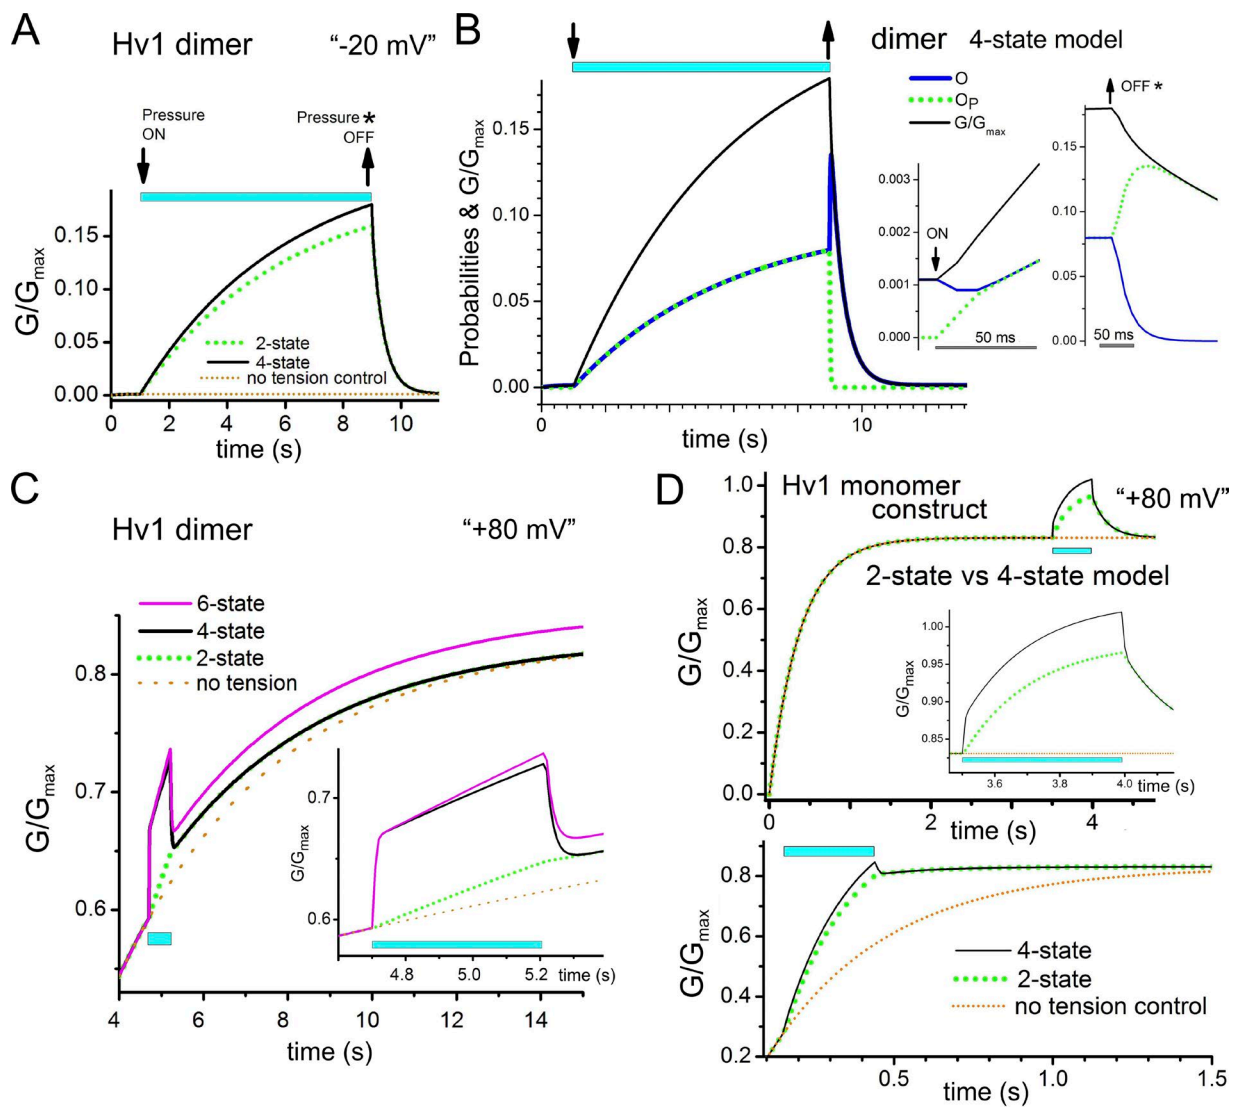 A
Hv1 dimer “-20 mV”
Pressure
ON
Pressure *
OFF
G/Gmax
0.15
0.10
0.05
0.00
2-state
4-state
no tension control
0 2 4 6 8 10
time (s)
B
dimer 4-state model
O
OP
G/Gmax
Probabilities & G/Gmax
0.15
0.10
0.05
0.00
0 10
time (s)
0.003
0.002
0.001
0.000
ON
50 ms
OFF *
0.15
0.10
0.05
0.00
50 ms
C
Hv1 dimer “+80 mV”
6-state
4-state
2-state
no tension
G/Gmax
0.8
0.7
0.6
4 6 8 10 12 14
time (s)
G/Gmax
0.7
0.6
4.8 5.0 5.2 time (s)
D
Hv1 monomer
construct
“+80 mV”
2-state vs 4-state model
G/Gmax
1.0
0.8
0.6
0.4
0.2
0.0
0 2 4
time (s)
G/Gmax
1.00
0.95
0.90
0.85
3.6 3.8 4.0 time (s)
G/Gmax
0.8
0.6
0.4
0.2
4-state
2-state
no tension control
0.5 1.0 1.5
time (s)